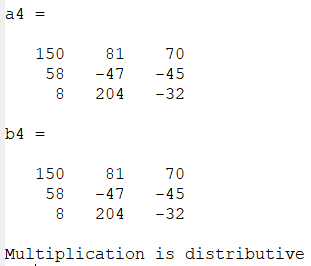 a4 =
150 81 70
58 -47 -45
8 204 -32
b4 =
150 81 70
58 -47 -45
8 204 -32
Multiplication is distributive